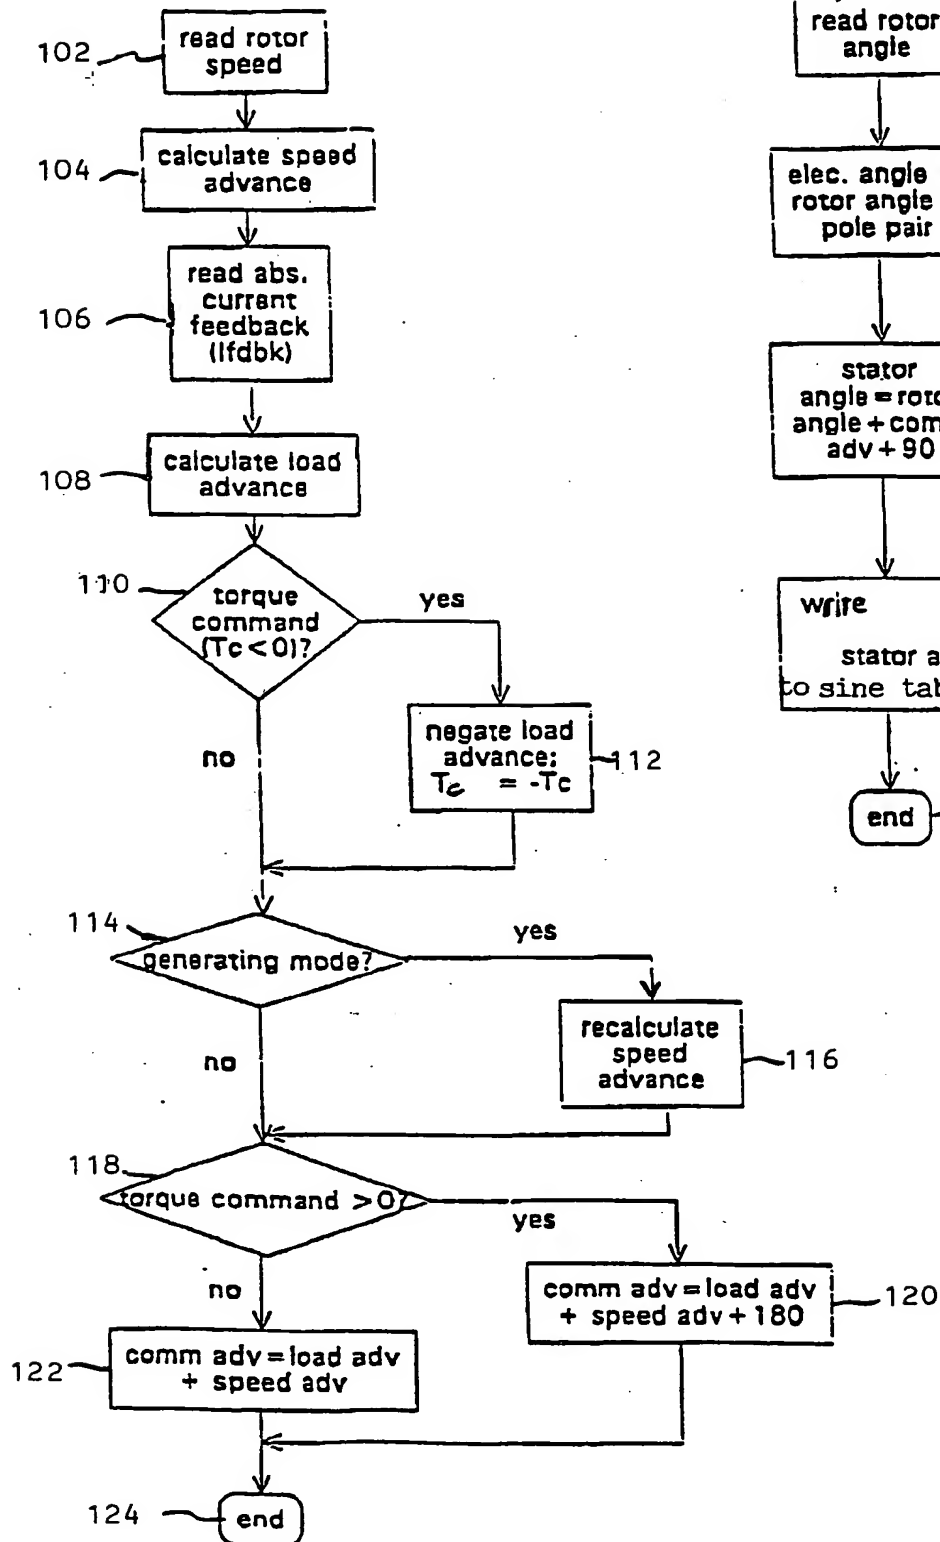 102
read rotor
speed
104
calculate speed
advance
106
read abs.
current
feedback
(Ifdbk)
108
calculate load
advance
110
torque
command
(Tc<0)?
yes
no
negate load
advance;
Tc = -Tc
112
114
generating mode?
yes
no
recalculate
speed
advance
116
118
torque command >0?
yes
no
comm adv=load adv
+ speed adv+180
120
122
comm adv=load adv
+ speed adv
124
end
read rotor
angle
elec. angle
rotor angle
pole pair
stator
angle=roto
angle+com
adv+90
write
stator a
to sine tab
end